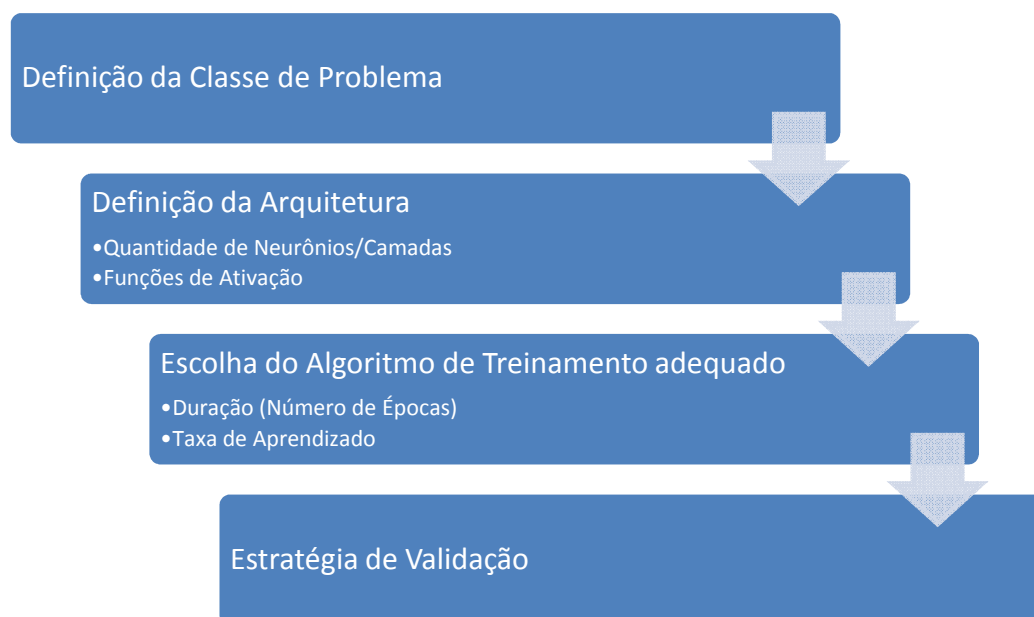 Definição da Classe de Problema
Definição da Arquitetura
•Quantidade de Neurônios/Camadas
•Funções de Ativação
Escolha do Algoritmo de Treinamento adequado
•Duração (Número de Épocas)
•Taxa de Aprendizado
Estratégia de Validação